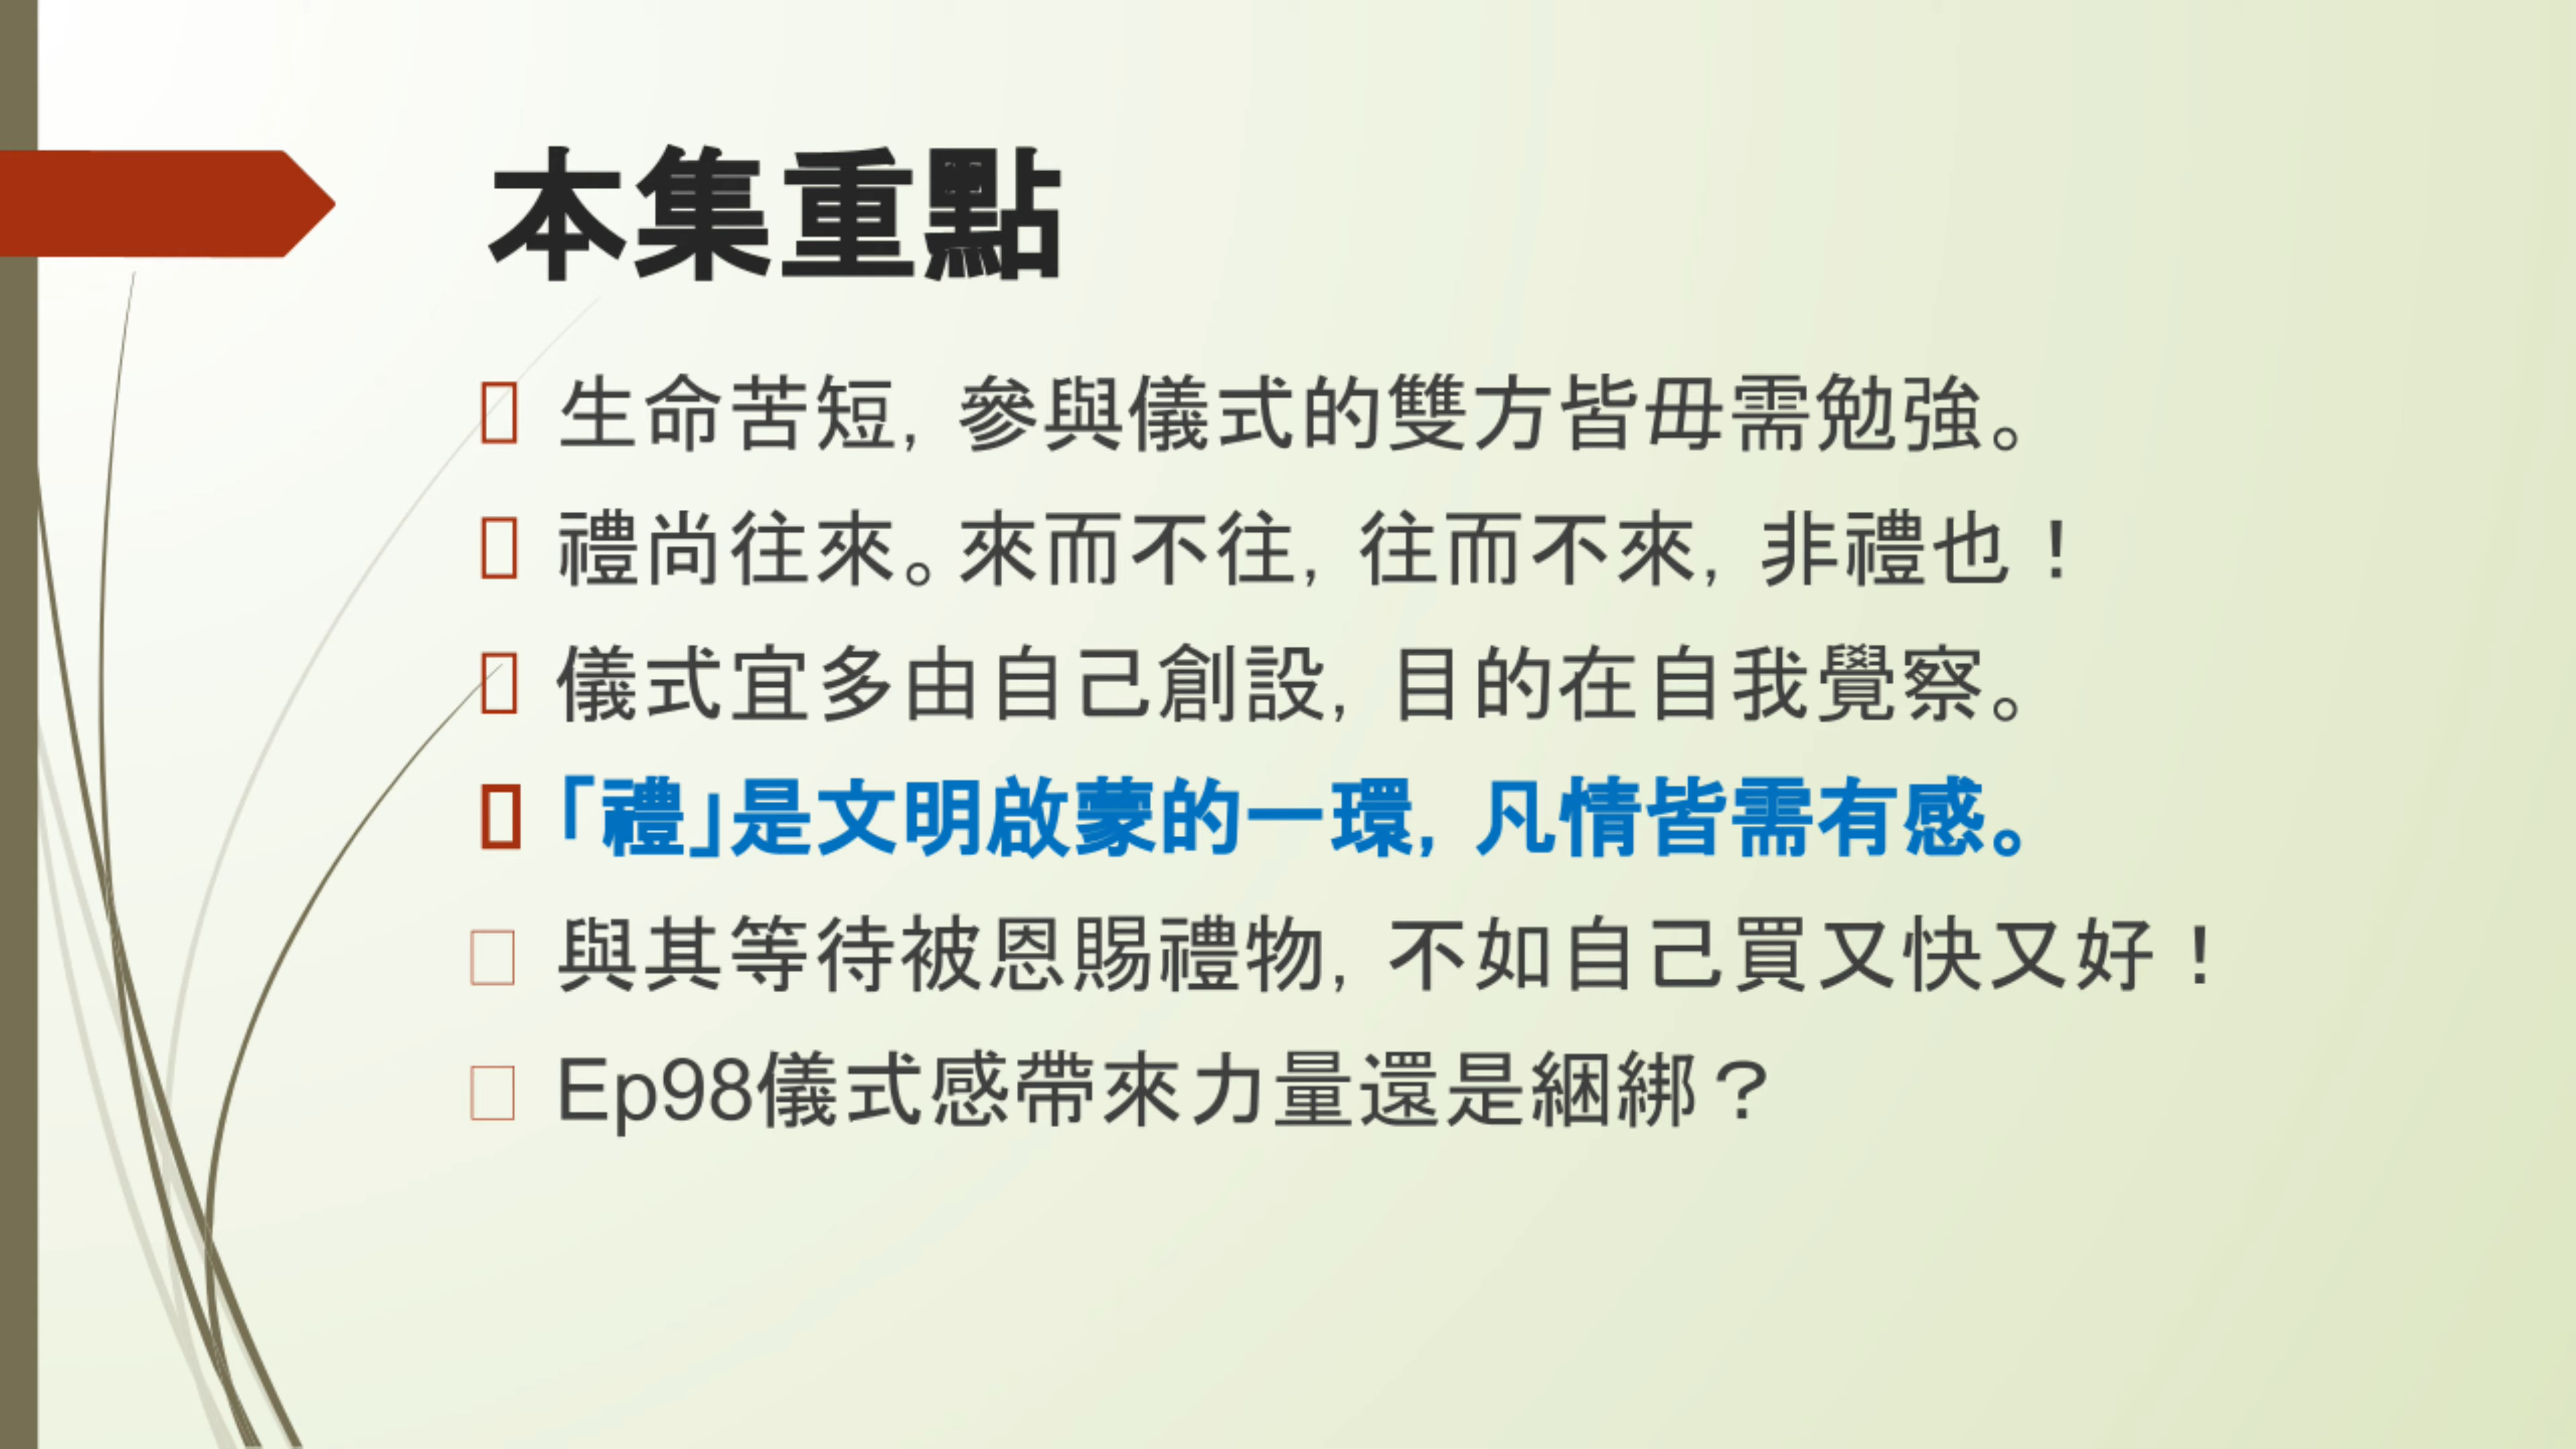 本集重點
生命苦短，參與儀式的雙方皆毋需勉強。
禮尚往來。來而不往，往而不來，非禮也！
儀式宜多由自己創設，目的在自我覺察。
「禮」是文明啟蒙的一環，凡情皆需有感。
與其等待被恩賜禮物，不如自己買又快又好！
Ep98儀式感帶來力量還是綑綁？